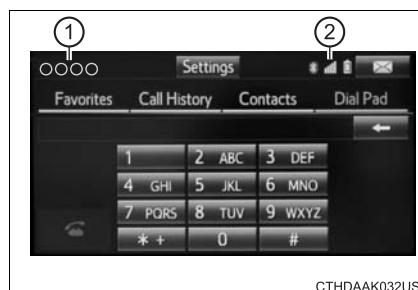 1 2
○○○○ Settings
Favorites Call History Contacts Dial Pad
1 2 ABC 3 DEF
4 GHI 5 JKL 6 MNO
7 PQRS 8 TUV 9 WXYZ
* + 0 #
CTHDAAK032US